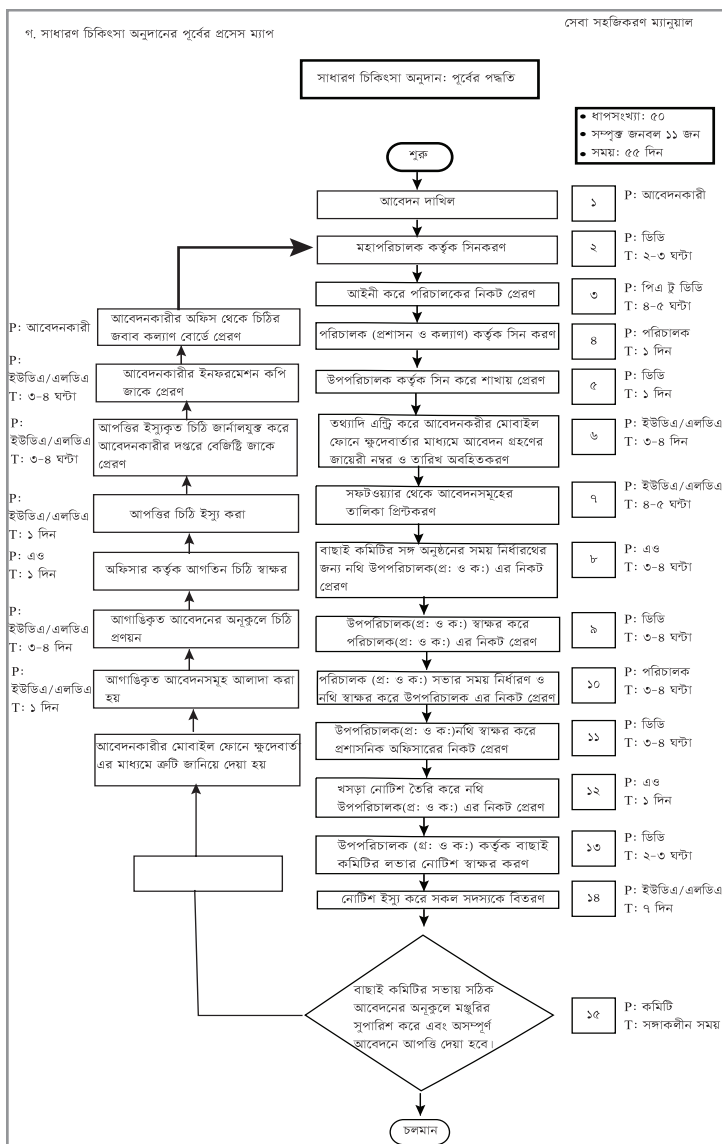 সেবা সহজিকরণ ম্যানুয়াল
গ. সাধারণ চিকিৎসা অনুদানের পূর্বের প্রসেস ম্যাপ
সাধারণ চিকিৎসা অনুদান: পূর্বের পদ্ধতি
• ধাপসংখ্যা: ৫০
• সম্পৃক্ত জনবল ১১ জন
• সময়: ৫৫ দিন
শুরু
আবেদন দাখিল
১
P: আবেদনকারী
মহাপরিচালক কর্তৃক সিনকরণ
২
P: ডিডি
T: ২-৩ ঘন্টা
আইনী করে পরিচালকের নিকট প্রেরণ
৩
P: পিএ টু ডিডি
T: ৪-৫ ঘন্টা
পরিচালক (প্রশাসন ও কল্যাণ) কর্তৃক সিন করণ
৪
P: পরিচালক
T: ১ দিন
উপপরিচালক কর্তৃক সিন করে শাখায় প্রেরণ
৫
P: ডিডি
T: ১ দিন
তথ্যাদি এন্ট্রি করে আবেদনকরীর মোবাইল
ফোনে ক্ষুদেবার্তার মাধ্যমে আবেদন গ্রহণের
জায়েরী নম্বর ও তারিখ অবহিতকরণ
৬
P: ইউডিএ/এলডিএ
T: ৩-৪ দিন
সফটওয়্যার থেকে আবেদনসমূহের
তালিকা প্রিন্টকরণ
৭
P: ইউডিএ/এলডিএ
T: ৪-৫ ঘন্টা
বাছাই কমিটির সঙ্গ অনুষ্ঠনের সময় নির্ধারথের
জন্য নথি উপপরিচালক(প্র: ও ক:) এর নিকট
প্রেরণ
৮
P: এও
T: ৩-৪ ঘন্টা
উপপরিচালক(প্র: ও ক:) স্বাক্ষর করে
পরিচালক(প্র: ও ক:) এর নিকট প্রেরণ
৯
P: ডিডি
T: ৩-৪ ঘন্টা
পরিচালক (প্র: ও ক:) সভার সময় নির্ধারণ ও
নথি স্বাক্ষর করে উপপরিচালক এর নিকট প্রেরণ
১০
P: পরিচালক
T: ৩-৪ ঘন্টা
উপপরিচালক(প্র: ও ক:)নথি স্বাক্ষর করে
প্রশাসনিক অফিসারের নিকট প্রেরণ
১১
P: ডিডি
T: ৩-৪ ঘন্টা
খসড়া নোটিশ তৈরি করে নথি
উপপরিচালক(প্র: ও ক:) এর নিকট প্রেরণ
১২
P: এও
T: ১ দিন
উপপরিচালক (গ্র: ও ক:) কর্তৃক বাছাই
কমিটির লভার নোটিশ স্বাক্ষর করণ
১৩
P: ডিডি
T: ২-৩ ঘন্টা
নোটিশ ইস্যু করে সকল সদস্যকে বিতরণ
১৪
P: ইউডিএ/এলডিএ
T: ৭ দিন
বাছাই কমিটির সভায় সঠিক
আবেদনের অনুকূলে মঞ্জুরির
সুপারিশ করে এবং অসম্পূর্ণ
আবেদনে আপত্তি দেয়া হবে।
১৫
P: কমিটি
T: সঙ্গাকলীন সময়
চলমান
P: আবেদনকারী
আবেদনকারীর অফিস থেকে চিঠির
জবাব কল্যাণ বোর্ডে প্রেরণ
P:
ইউডিএ/এলডিএ
T: ৩-৪ ঘন্টা
আবেদনকারীর ইনফরমেশন কপি
জাকে প্রেরণ
P:
ইউডিএ/এলডিএ
T: ৩-৪ ঘন্টা
আপত্তির ইস্যুকৃত চিঠি জার্নালযুক্ত করে
আবেদনকারীর দপ্তরে বেজিষ্টি জাকে
প্রেরণ
P:
ইউডিএ/এলডিএ
T: ১ দিন
আপত্তির চিঠি ইস্যু করা
P: এও
T: ১ দিন
অফিসার কর্তৃক আগতিন চিঠি স্বাক্ষর
P:
ইউডিএ/এলডিএ
T: ৩-৪ দিন
আগাঙিকৃত আবেদনের অনূকুলে চিঠি
প্রণয়ন
P:
ইউডিএ/এলডিএ
T: ১ দিন
আগাঙিকৃত আবেদনসমূহ আলাদা করা
হয়
আবেদনকারীর মোবাইল ফোনে ক্ষুদেবার্তা
এর মাধ্যমে ত্রুটি জানিয়ে দেয়া হয়